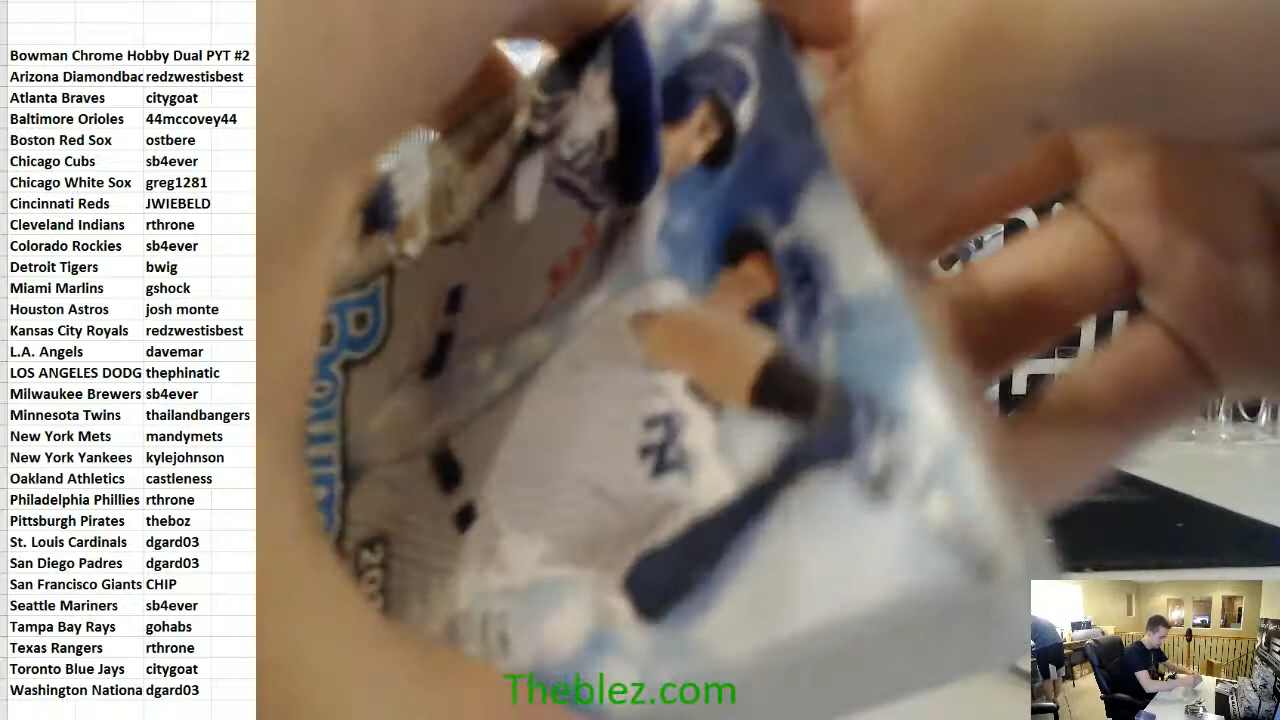 Bowman Chrome Hobby Dual PYT #2
Arizona Diamondbac redzwestisbest
Atlanta Braves citygoat
Baltimore Orioles 44mccovey44
Boston Red Sox ostbere
Chicago Cubs sb4ever
Chicago White Sox greg1281
Cincinnati Reds JWIEBELD
Cleveland Indians rthrone
Colorado Rockies sb4ever
Detroit Tigers bwig
Miami Marlins gshock
Houston Astros josh monte
Kansas City Royals redzwestisbest
L.A. Angels davemar
LOS ANGELES DODG thephinatic
Milwaukee Brewers sb4ever
Minnesota Twins thailandbangers
New York Mets mandymets
New York Yankees kylejohnson
Oakland Athletics castleness
Philadelphia Phillies rthrone
Pittsburgh Pirates theboz
St. Louis Cardinals dgard03
San Diego Padres dgard03
San Francisco Giants CHIP
Seattle Mariners sb4ever
Tampa Bay Rays gohabs
Texas Rangers rthrone
Toronto Blue Jays citygoat
Washington Nationa dgard03
Theblez.com